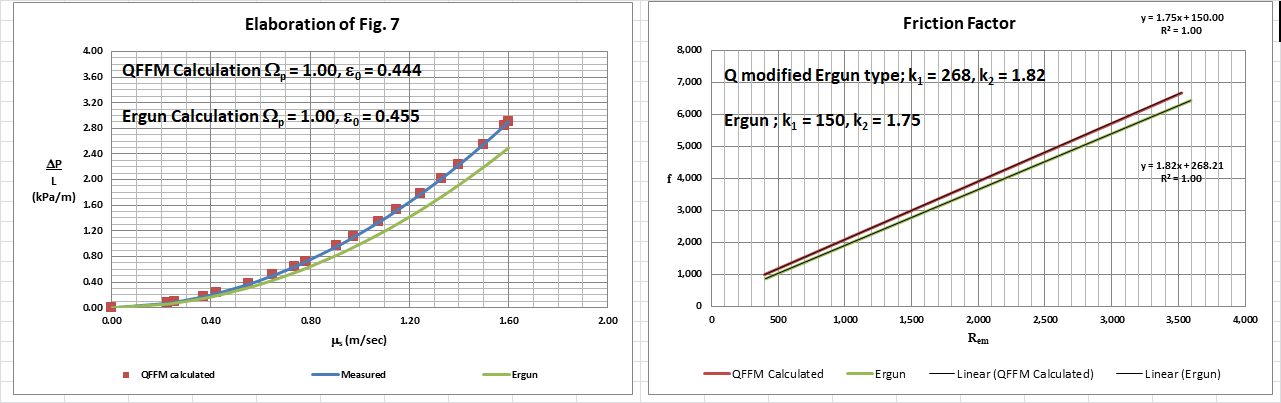 Elaboration of Fig. 7
QFFM Calculation Ωp = 1.00, ε0 = 0.444
Ergun Calculation Ωp = 1.00, ε0 = 0.455
4.00
3.60
3.20
2.80
2.40
2.00
1.60
1.20
0.80
0.40
0.00
ΔP
L
(kPa/m)
0.00 0.40 0.80 1.20 1.60 2.00
μs (m/sec)
QFFM calculated Measured Ergun
Friction Factor
y = 1.75x + 150.00
R² = 1.00
Q modified Ergun type; k1 = 268, k2 = 1.82
Ergun ; k1 = 150, k2 = 1.75
y = 1.82x + 268.21
R² = 1.00
8,000
7,000
6,000
5,000
f 4,000
3,000
2,000
1,000
0
0 500 1,000 1,500 2,000 2,500 3,000 3,500 4,000
Rem
QFFM Calculated Ergun Linear (QFFM Calculated) Linear (Ergun)